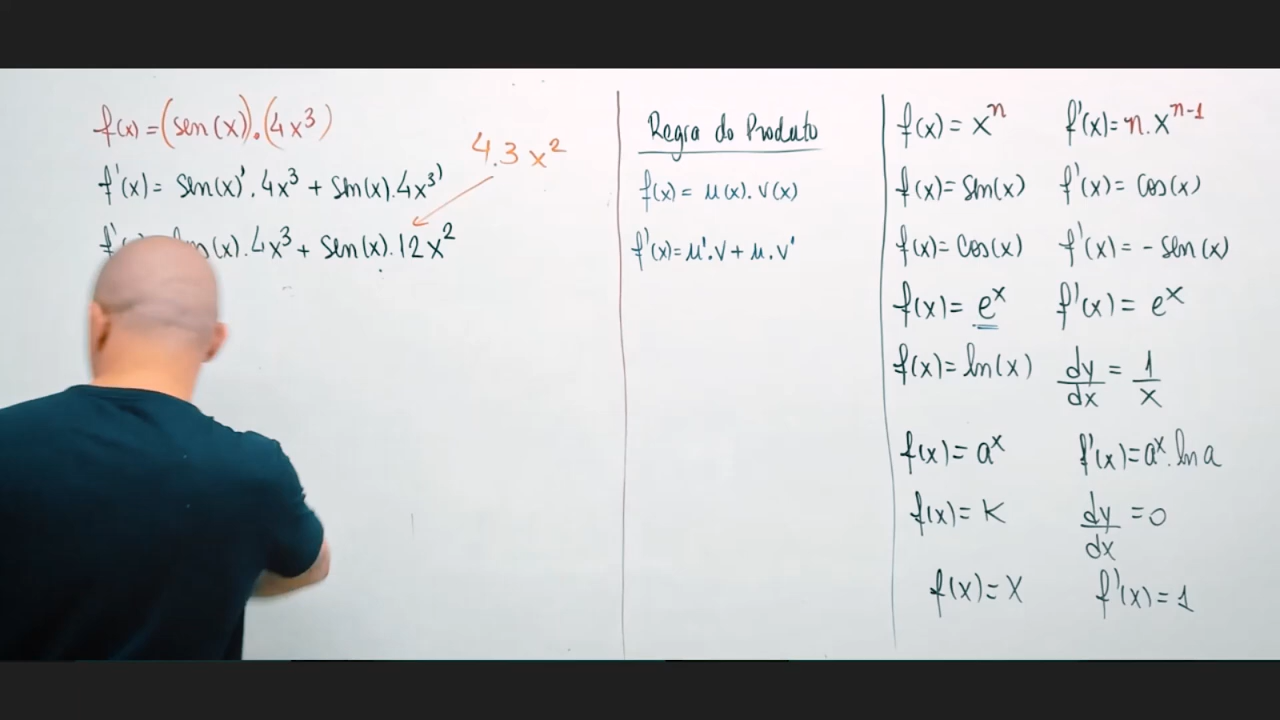 f(x) = (sen(x)).(4x³)
f'(x) = sen(x)'.4x³ + sen(x).4x³)
4.3x²
(x).4x³ + sen(x).12x²
Regra do Produto
f(x) = u(x).v(x)
f'(x) = u'.v + u.v'
f(x) = xⁿ f'(x) = n.xⁿ⁻¹
f(x) = sen(x) f'(x) = cos(x)
f(x) = cos(x) f'(x) = -sen(x)
f(x) = eˣ f'(x) = eˣ
f(x) = ln(x) dy/dx = 1/x
f(x) = aˣ f'(x) = aˣ.ln a
f(x) = K dy/dx = 0
f(x) = x f'(x) = 1